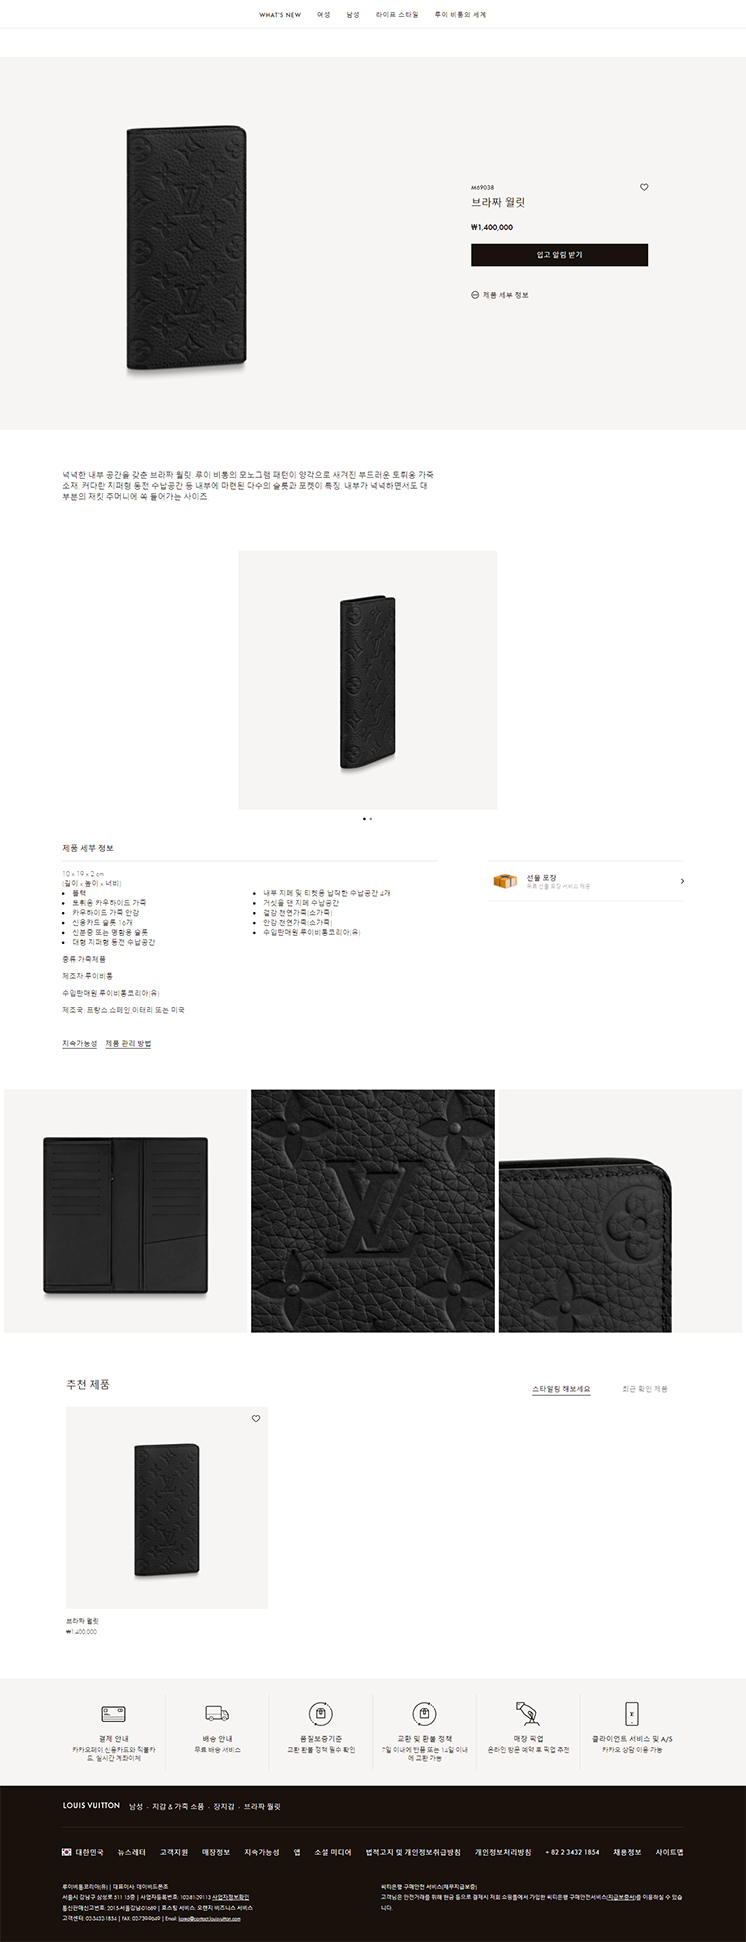 WHAT'S NEW 여성 남성 라이프 스타일 루이 비통의 세계
M69038
브라짜 월릿
₩1,400,000
입고 알림 받기
제품 세부 정보
넉넉한 내부 공간을 갖춘 브라짜 월릿. 루이 비통의 모노그램 패턴이 양각으로 새겨진 부드러운 토뤼옹 가죽
소재. 커다란 지퍼형 동전 수납공간 등 내부에 마련된 다수의 슬롯과 포켓이 특징. 내부가 넉넉하면서도 대
부분의 재킷 주머니에 쏙 들어가는 사이즈.
제품 세부 정보
10 x 19 x 2 cm
(길이 x 높이 x 너비)
블랙
토뤼옹 카우하이드 가죽
카우하이드 가죽 안감
신용카드 슬롯 16개
신분증 또는 명함용 슬롯
대형 지퍼형 동전 수납공간
내부 지폐 및 티켓용 납작한 수납공간 4개
거싯을 댄 지폐 수납공간
겉감:천연가죽(소가죽)
안감:천연가죽(소가죽)
수입판매원:루이비통코리아(유)
종류:가죽제품
제조자:루이비통
수입판매원:루이비통코리아(유)
제조국: 프랑스,스페인,이태리 또는 미국
지속가능성 제품 관리 방법
선물 포장
무료 선물 포장 서비스 제공
LV
추천 제품
스타일링 해보세요 최근 확인 제품
브라짜 월릿
₩1,400,000
결제 안내
카카오페이,신용카드와 직불카
드, 실시간 계좌이체
배송 안내
무료 배송 서비스
품질보증기준
교환 환불 정책 필수 확인
교환 및 환불 정책
7일 이내에 반품 또는 14일 이내
에 교환 가능
매장 픽업
온라인 방문 예약 후 픽업 추천
클라이언트 서비스 및 A/S
카카오 상담 이용 가능
LOUIS VUITTON 남성 - 지갑 & 가죽 소품 - 장지갑 - 브라짜 월릿
대한민국 뉴스레터 고객지원 매장정보 지속가능성 앱 소셜 미디어 법적고지 및 개인정보취급방침 개인정보처리방침 + 82 2 3432 1854 채용정보 사이트맵
루이비통코리아(유) | 대표이사: 데이비드폰조
서울시 강남구 삼성로 511 15층 | 사업자등록번호: 102-81-29113 사업자정보확인
통신판매신고번호: 2015-서울강남-01689 | 호스팅 서비스: 오렌지 비즈니스 서비스
고객센터: 02-3432-1854 | FAX: 02-739-9649 | Email: korea@contact.louisvuitton.com
씨티은행 구매안전 서비스(채무지급보증)
고객님은 안전거래를 위해 현금 등으로 결제시 저희 쇼핑몰에서 가입한 씨티은행 구매안전서비스(지급보증서)를 이용하실 수 있습
니다.